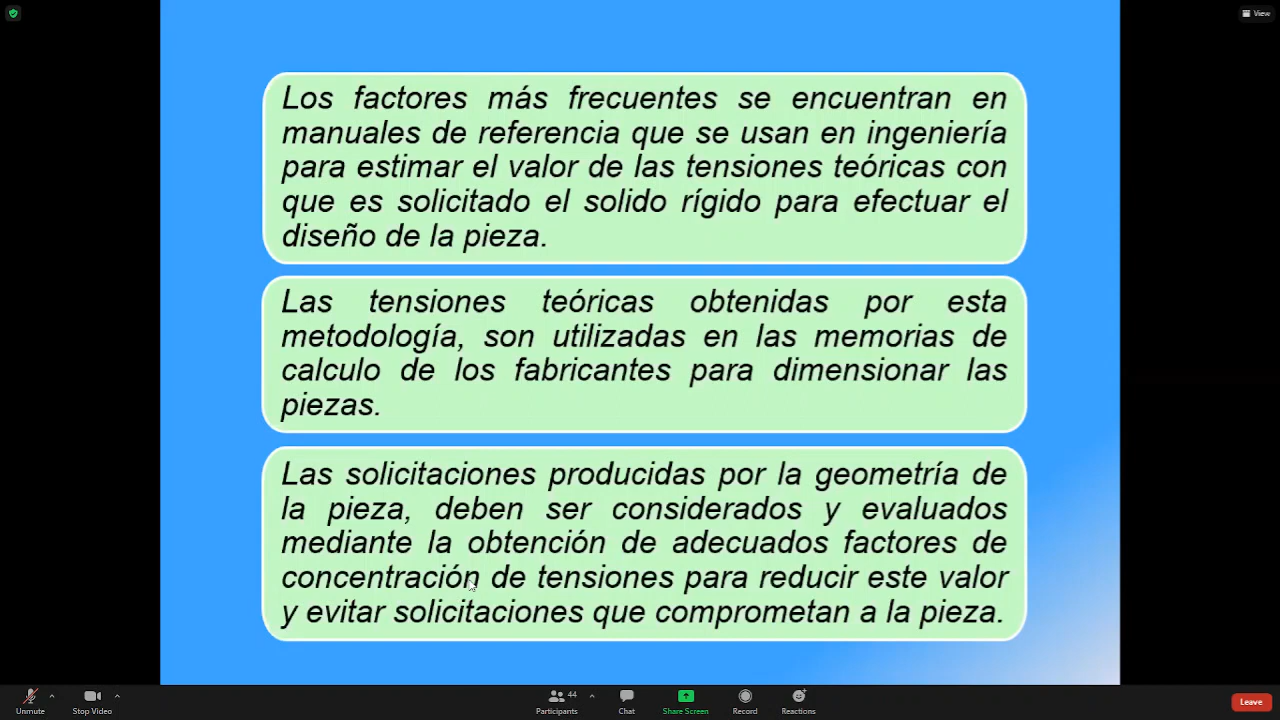 View
Los factores más frecuentes se encuentran en
manuales de referencia que se usan en ingeniería
para estimar el valor de las tensiones teóricas con
que es solicitado el solido rígido para efectuar el
diseño de la pieza.
Las tensiones teóricas obtenidas por esta
metodología, son utilizadas en las memorias de
calculo de los fabricantes para dimensionar las
piezas.
Las solicitaciones producidas por la geometría de
la pieza, deben ser considerados y evaluados
mediante la obtención de adecuados factores de
concentración de tensiones para reducir este valor
y evitar solicitaciones que comprometan a la pieza.
Unmute Stop Video Participants 44 Chat Share Screen Record Reactions Leave